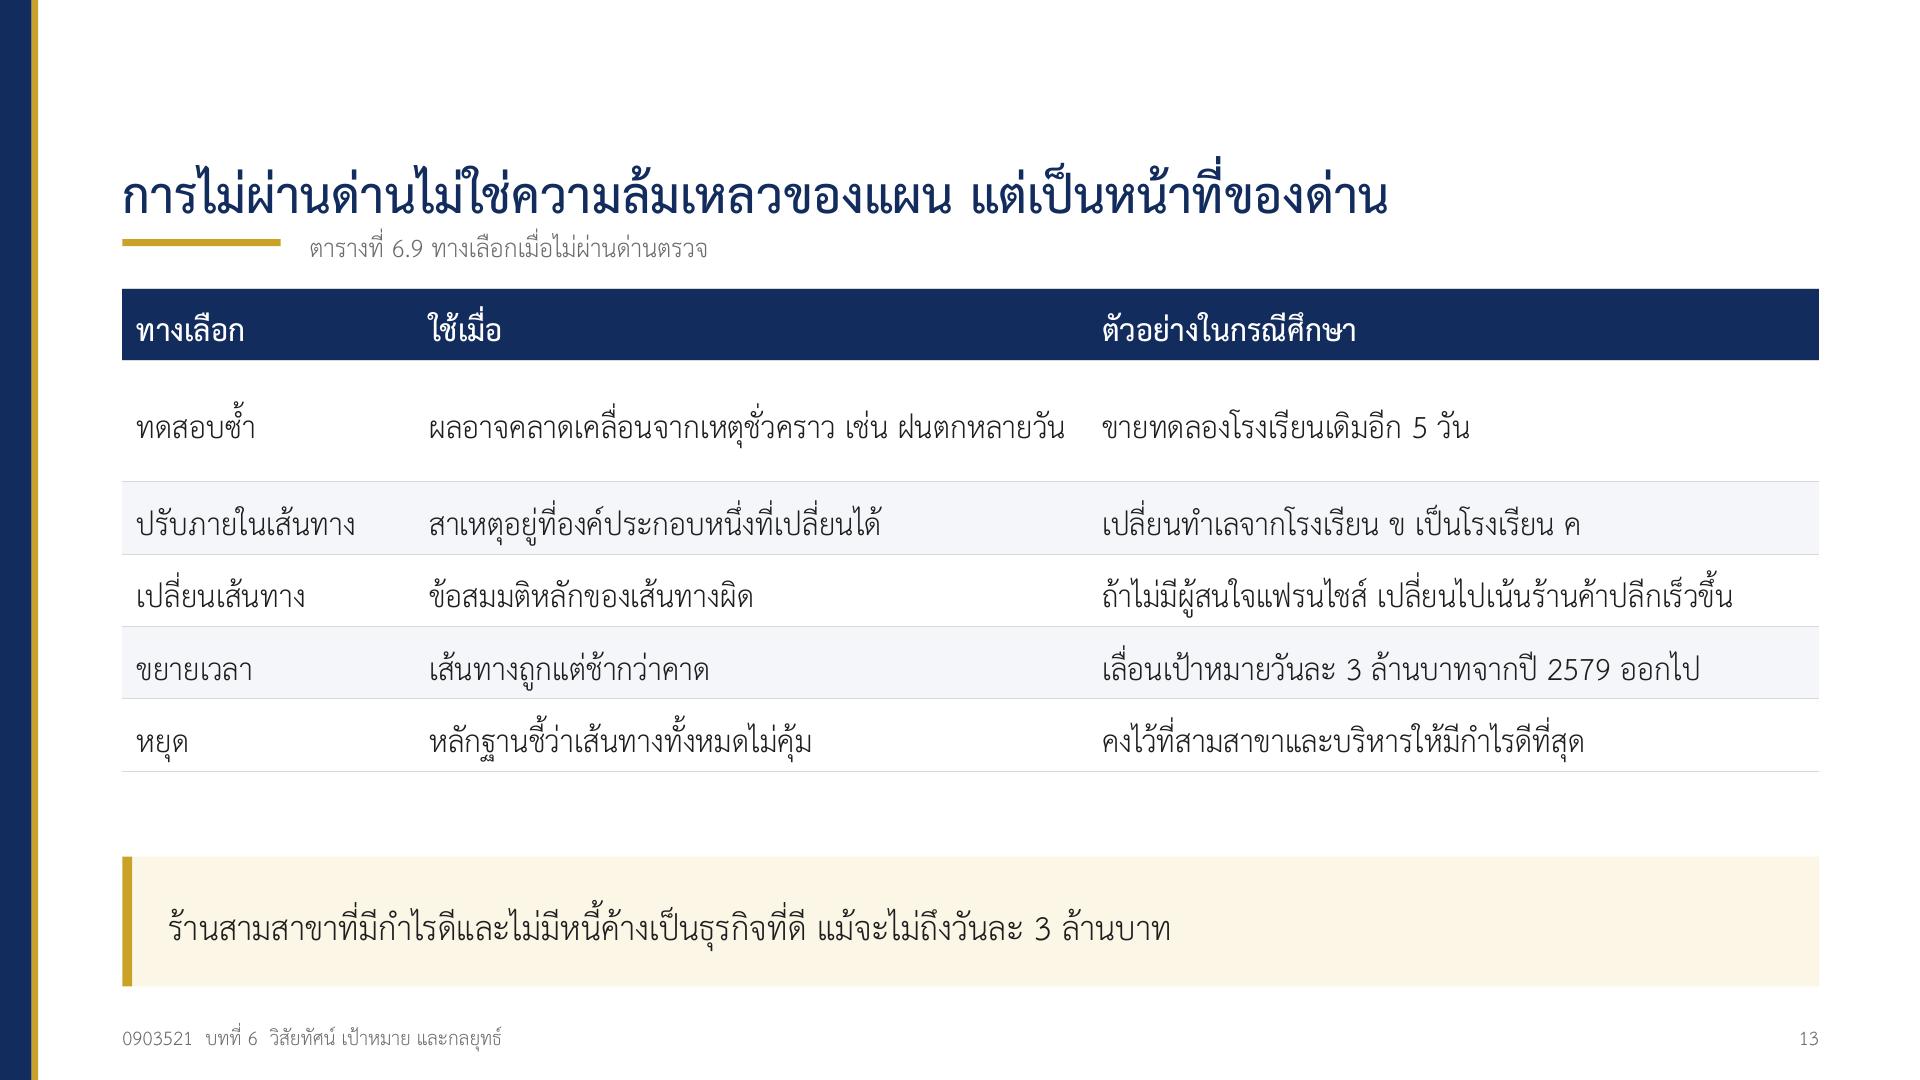 การไม่ผ่านด่านไม่ใช่ความล้มเหลวของแผน แต่เป็นหน้าที่ของด่าน
ตารางที่ 6.9 ทางเลือกเมื่อไม่ผ่านด่านตรวจ
ทางเลือก ใช้เมื่อ ตัวอย่างในกรณีศึกษา
ทดสอบซ้ำ ผลอาจคลาดเคลื่อนจากเหตุชั่วคราว เช่น ฝนตกหลายวัน ขายทดลองโรงเรียนเดิมอีก 5 วัน
ปรับภายในเส้นทาง สาเหตุอยู่ที่องค์ประกอบหนึ่งที่เปลี่ยนได้ เปลี่ยนทำเลจากโรงเรียน ข เป็นโรงเรียน ค
เปลี่ยนเส้นทาง ข้อสมมติหลักของเส้นทางผิด ถ้าไม่มีผู้สนใจแฟรนไชส์ เปลี่ยนไปเน้นร้านค้าปลีกเร็วขึ้น
ขยายเวลา เส้นทางถูกแต่ช้ากว่าคาด เลื่อนเป้าหมายวันละ 3 ล้านบาทจากปี 2579 ออกไป
หยุด หลักฐานชี้ว่าเส้นทางทั้งหมดไม่คุ้ม คงไว้ที่สามสาขาและบริหารให้มีกำไรดีที่สุด
ร้านสามสาขาที่มีกำไรดีและไม่มีหนี้ค้างเป็นธุรกิจที่ดี แม้จะไม่ถึงวันละ 3 ล้านบาท
0903521 บทที่ 6 วิสัยทัศน์ เป้าหมาย และกลยุทธ์ 13